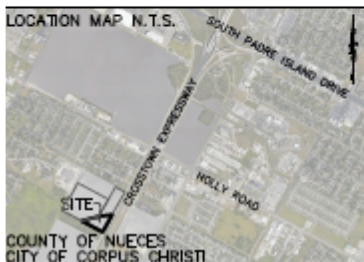 LOCATION MAP N.T.S.
SOUTH PADRE ISLAND DRIVE
CROSSTOWN EXPRESSWAY
HOLLY ROAD
SITE
COUNTY OF NUECES
CITY OF CORPUS CHRISTI